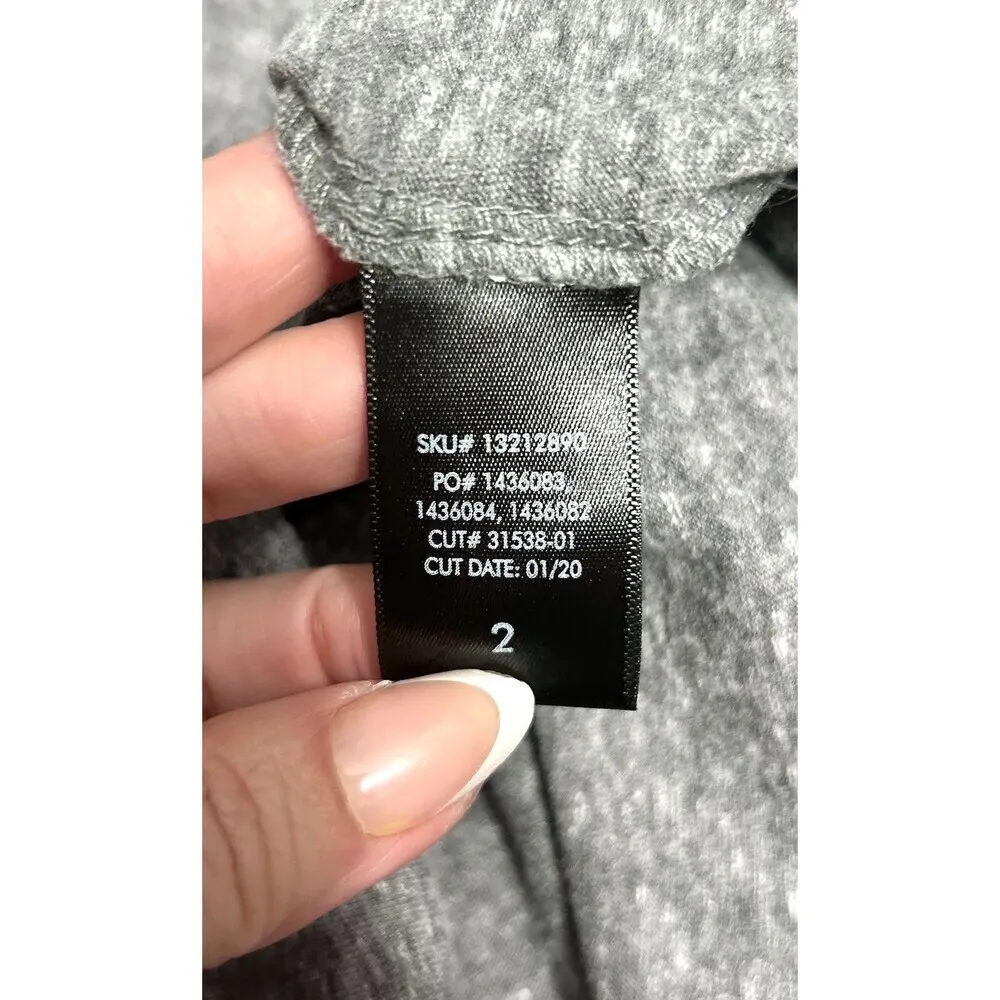 SKU# 13212890
PO# 1436083,
1436084, 1436082
CUT# 31538-01
CUT DATE: 01/20
2